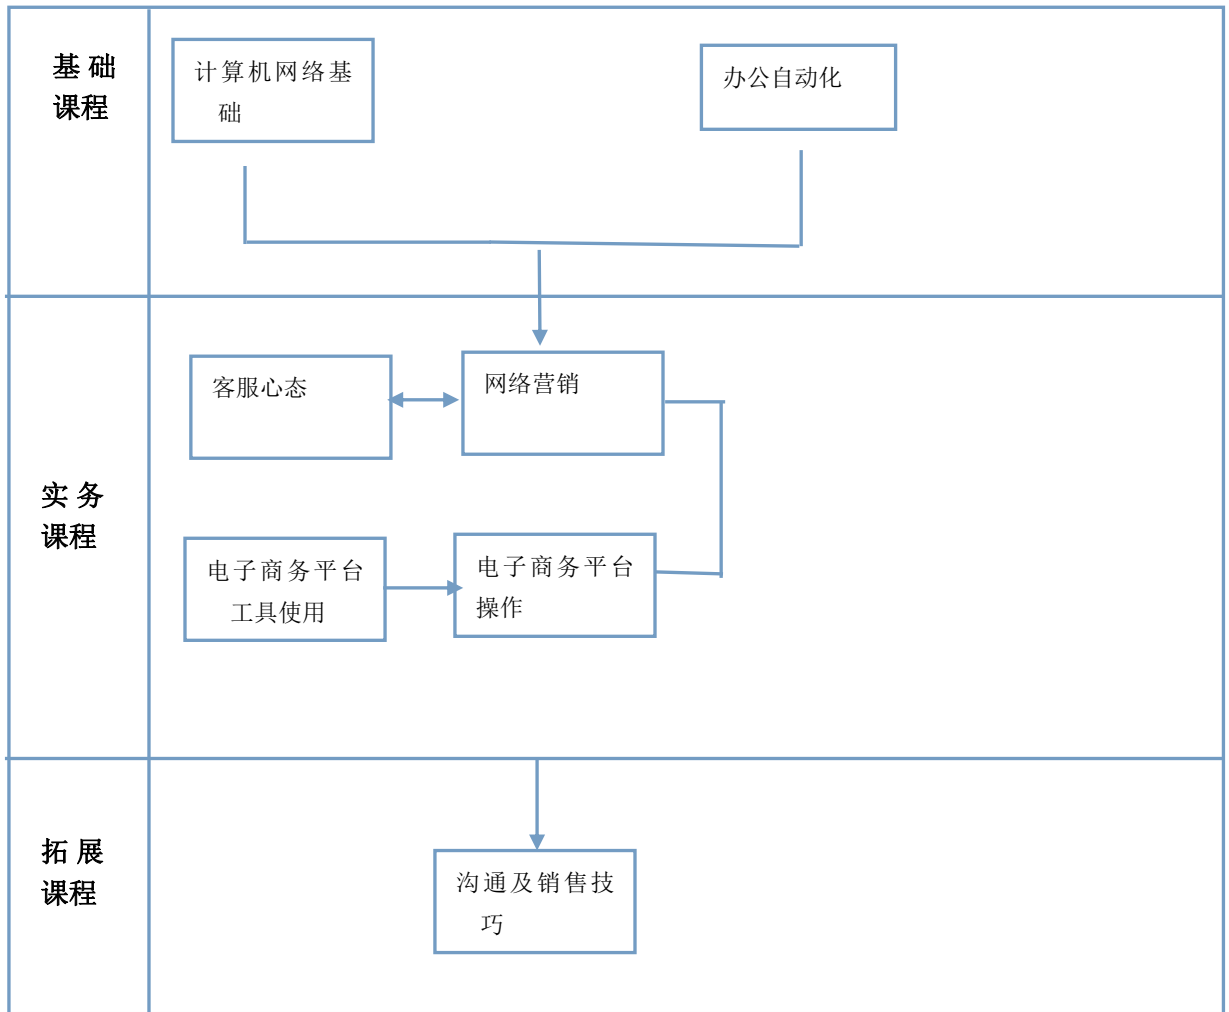 基 础
课程
计算机网络基
础
办公自动化
实 务
课程
客服心态
网络营销
电子商务平台
工具使用
电子商务平台
操作
拓 展
课程
沟通及销售技
巧